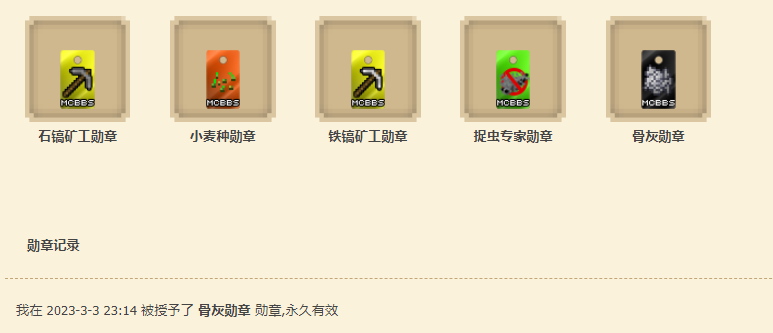 MCBBS MCBBS MCBBS MCBBS MCBBS
石镐矿工勋章 小麦种勋章 铁镐矿工勋章 捉虫专家勋章 骨灰勋章
勋章记录
我在 2023-3-3 23:14 被授予了 骨灰勋章 勋章,永久有效